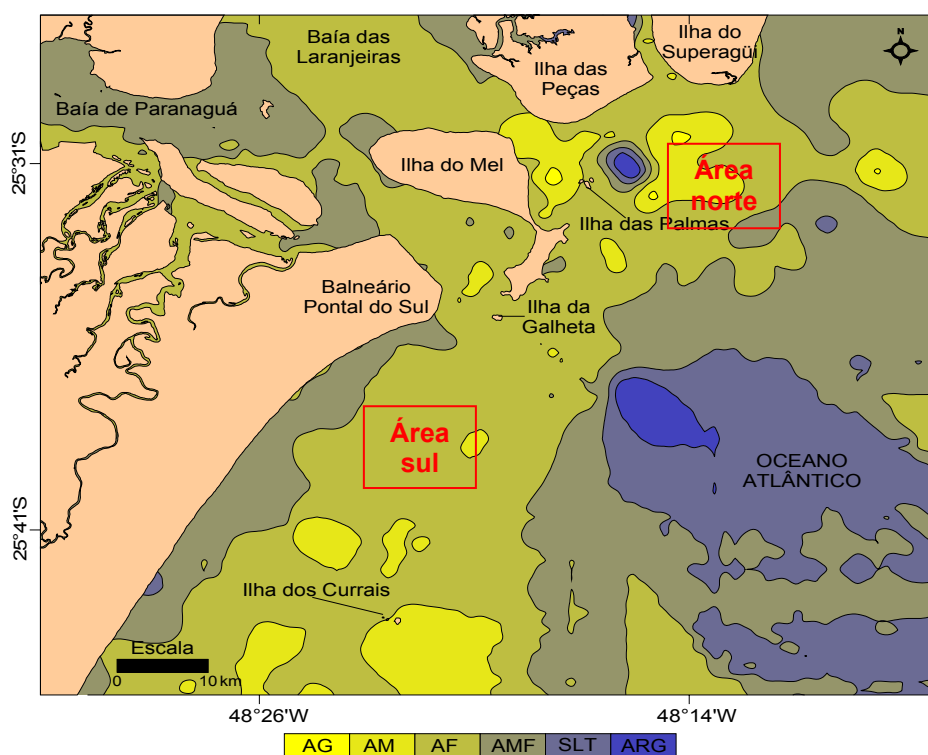 Baía das
Laranjeiras
Ilha do
Superagüi
N
Ilha das
Peças
Baía de Paranaguá
25°31'S
Ilha do Mel
Área
norte
Ilha das Palmas
Balneário
Pontal do Sul
Ilha da
Galheta
Área
sul
OCEANO
ATLÂNTICO
25°41'S
Ilha dos Currais
Escala
0 10 km
48°26'W 48°14'W
AG AM AF AMF SLT ARG